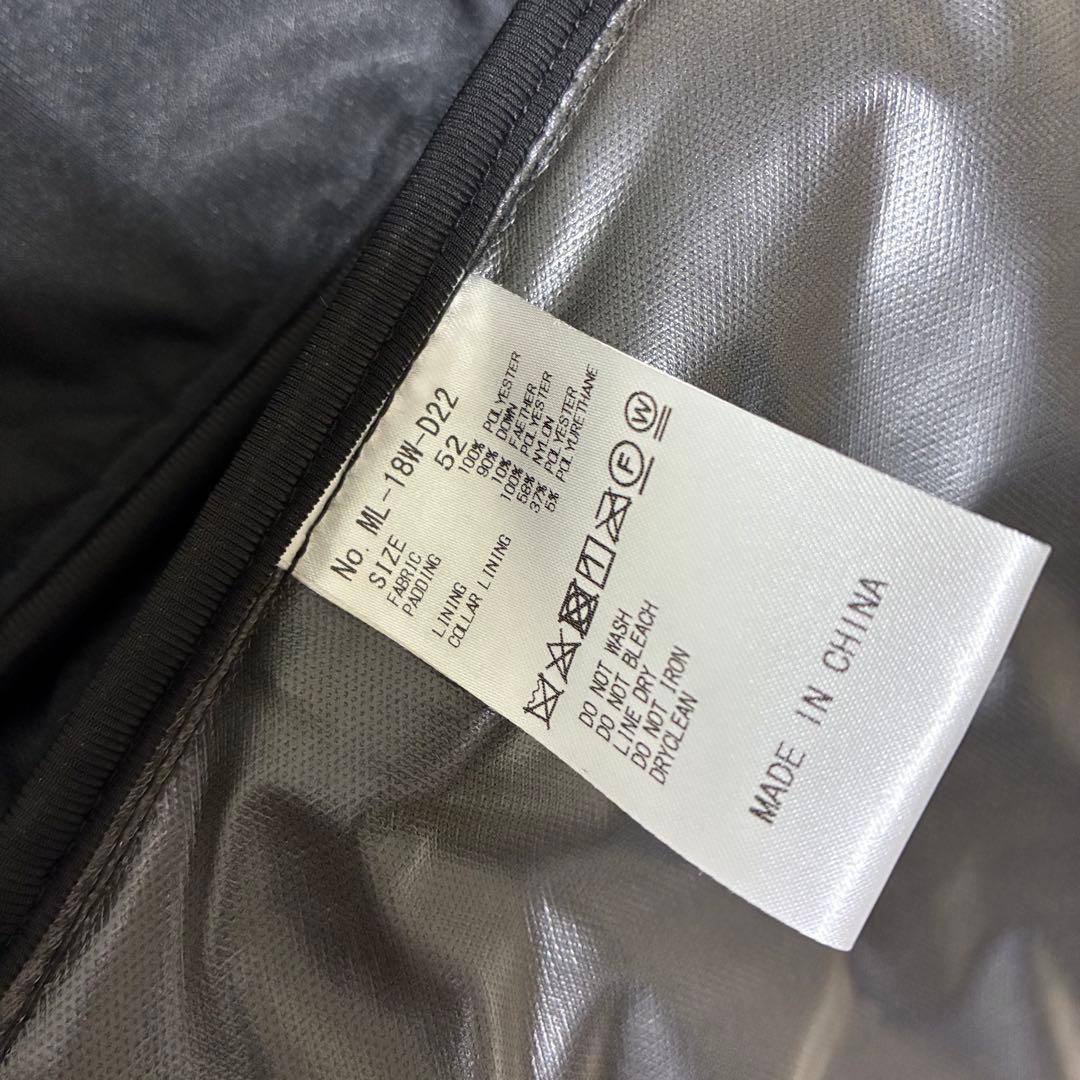 No. ML-18W-D22
SIZE 52
FABRIC 100% POLYESTER
PADDING 90% DOWN
10% FAETHER
LINING 100% POLYESTER
COLLAR LINING 58% NYLON
37% POLYESTER
5% POLYURETHANE
F W
DO NOT WASH
DO NOT BLEACH
LINE DRY
DO NOT IRON
DRYCLEAN
MADE IN CHINA